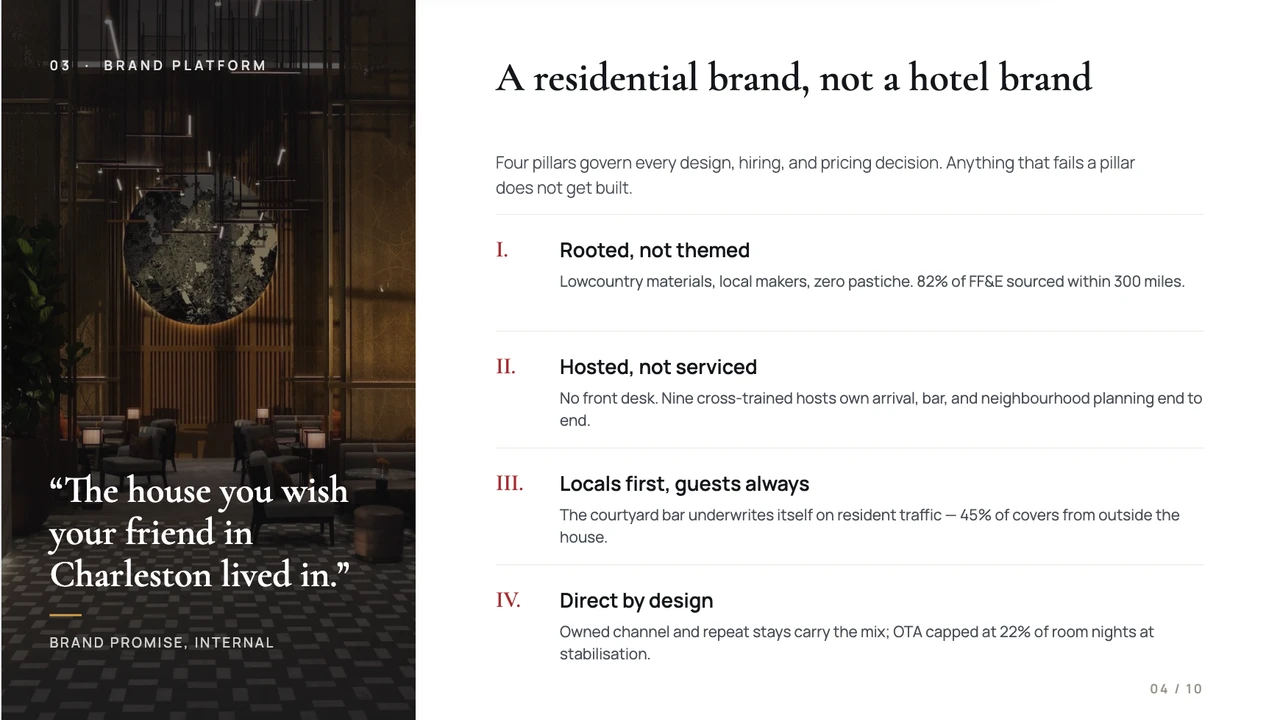 03 · BRAND PLATFORM
“The house you wish
your friend in
Charleston lived in.”
BRAND PROMISE, INTERNAL
A residential brand, not a hotel brand
Four pillars govern every design, hiring, and pricing decision. Anything that fails a pillar
does not get built.
I.
Rooted, not themed
Lowcountry materials, local makers, zero pastiche. 82% of FF&E sourced within 300 miles.
II.
Hosted, not serviced
No front desk. Nine cross-trained hosts own arrival, bar, and neighbourhood planning end to
end.
III.
Locals first, guests always
The courtyard bar underwrites itself on resident traffic — 45% of covers from outside the
house.
IV.
Direct by design
Owned channel and repeat stays carry the mix; OTA capped at 22% of room nights at
stabilisation.
04 / 10